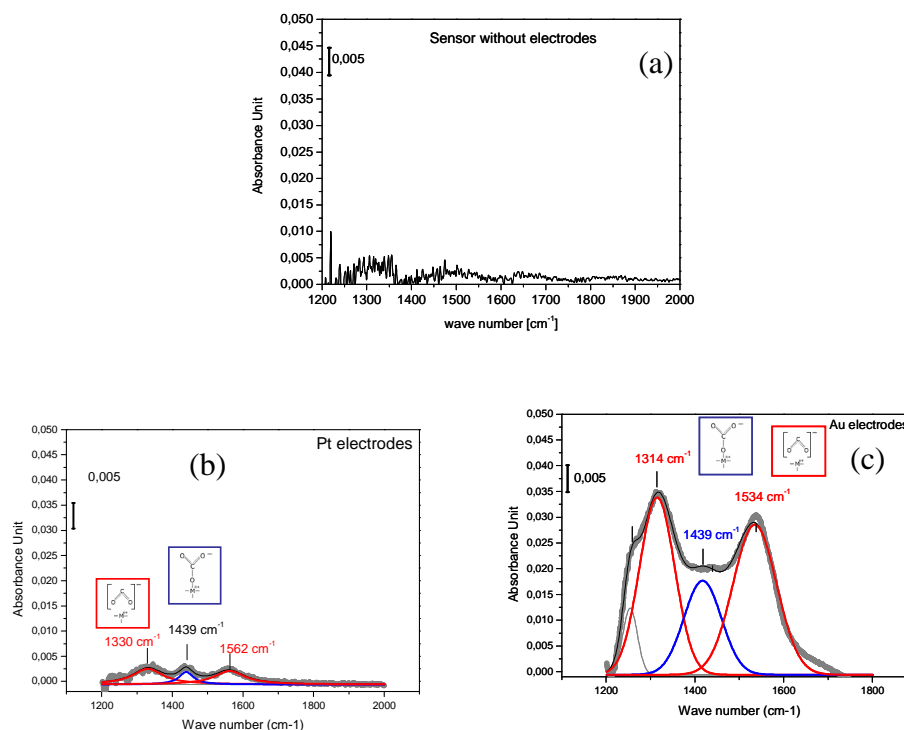 0,050
Sensor without electrodes
0,045
(a)
0,005
0,040
0,035
0,030
0,025
0,020
0,015
0,010
0,005
0,000
Absorbance Unit
1200 1300 1400 1500 1600 1700 1800 1900 2000
wave number [cm-1]
0,050
Pt electrodes
0,045
(b)
0,040
0,005
0,035
0,030
0,025
0,020
0,015
0,010
0,005
0,000
Absorbance Unit
1330 cm-1
1439 cm-1
1562 cm-1
1200 1400 1600 1800 2000
Wave number (cm-1)
0,050
Au electrodes
0,045
(c)
0,040
0,005
0,035
0,030
0,025
0,020
0,015
0,010
0,005
0,000
Absorbance Unit
1314 cm-1
1439 cm-1
1534 cm-1
1200 1400 1600 1800
Wave number (cm-1)